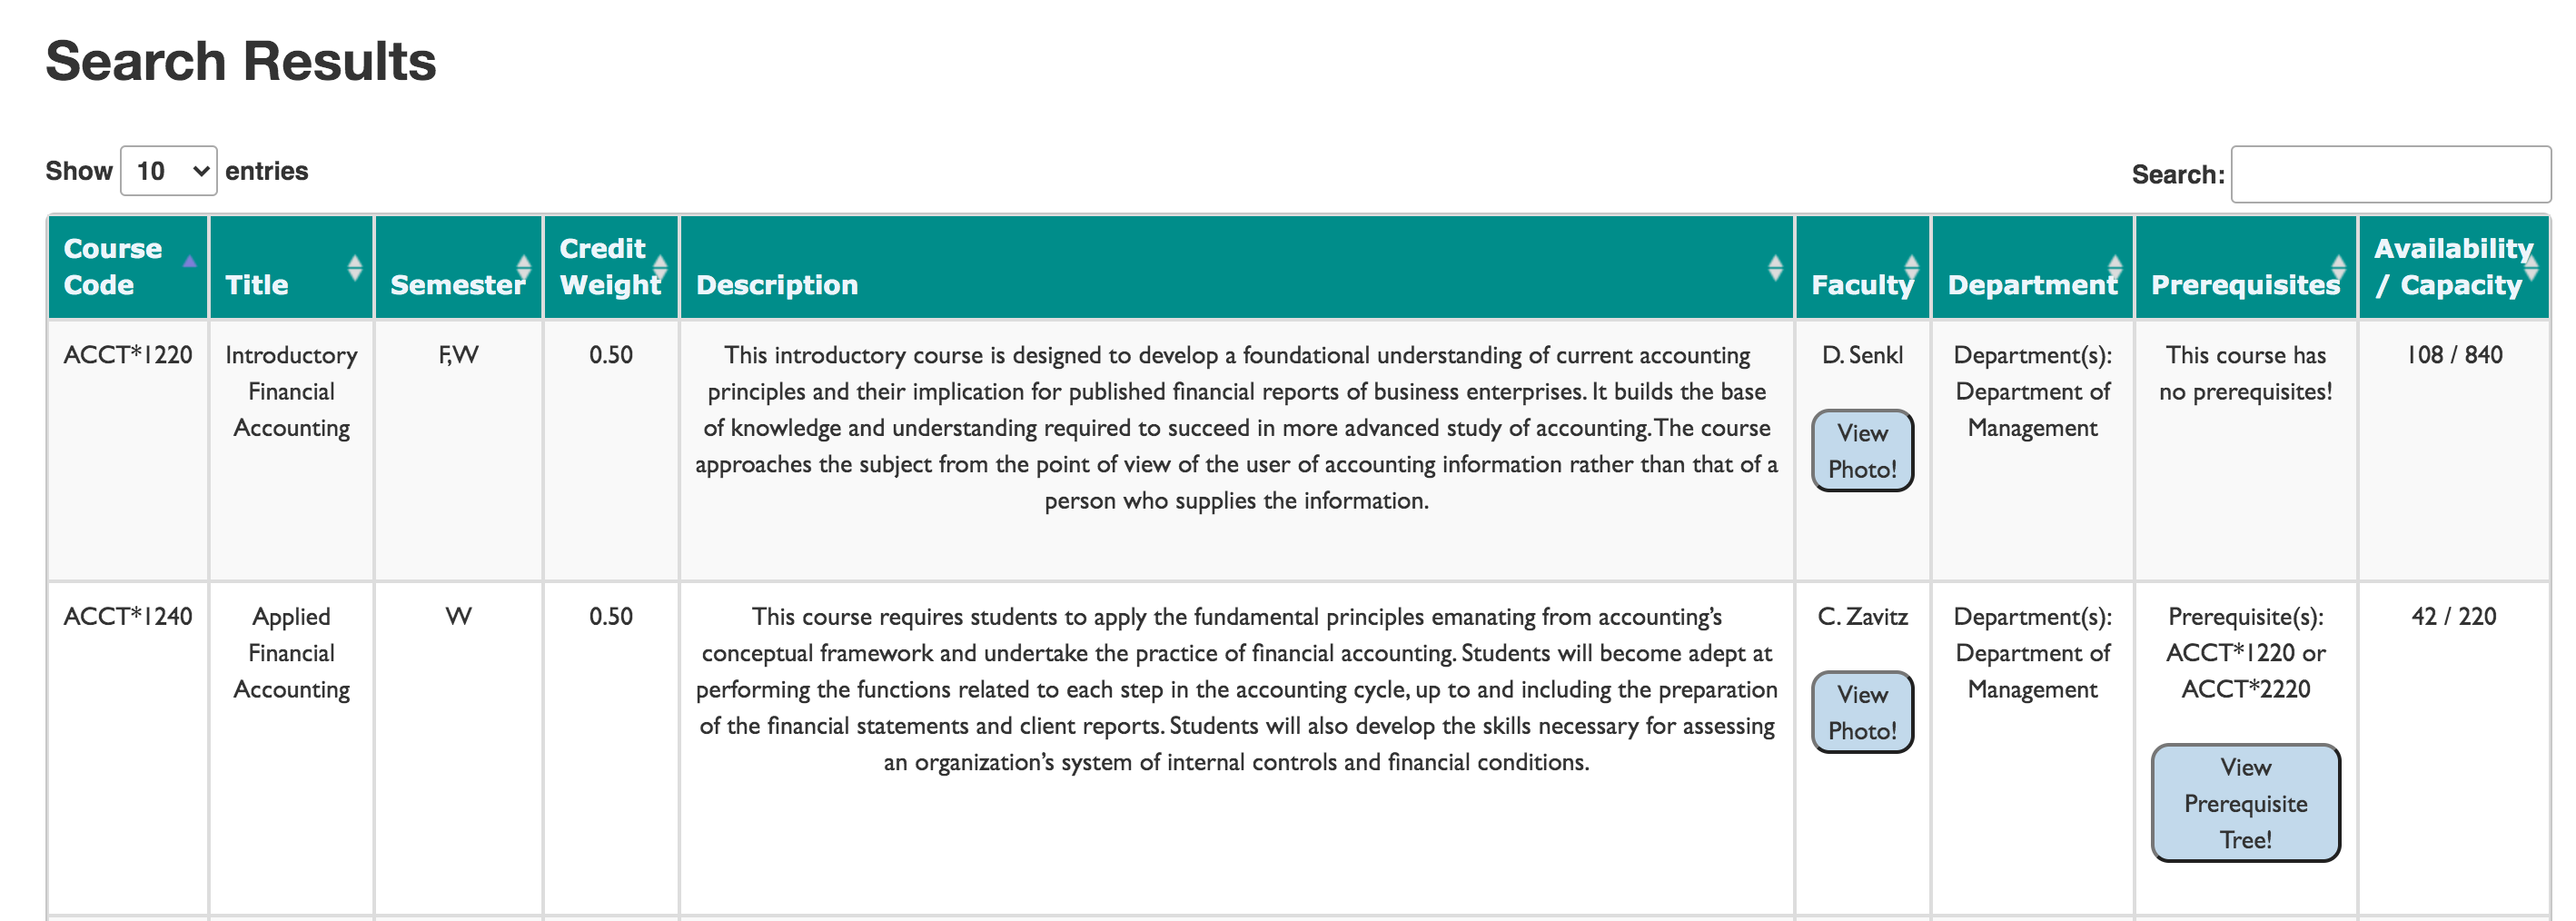 Search Results
Show 10 entries
Search:
Course Code
Title
Semester
Credit Weight
Description
Faculty
Department
Prerequisites
Availability / Capacity
ACCT*1220
Introductory
Financial
Accounting
F,W
0.50
This introductory course is designed to develop a foundational understanding of current accounting
principles and their implication for published financial reports of business enterprises. It builds the base
of knowledge and understanding required to succeed in more advanced study of accounting. The course
approaches the subject from the point of view of the user of accounting information rather than that of a
person who supplies the information.
D. Senkl
View
Photo!
Department(s):
Department of
Management
This course has
no prerequisites!
108 / 840
ACCT*1240
Applied
Financial
Accounting
W
0.50
This course requires students to apply the fundamental principles emanating from accounting’s
conceptual framework and undertake the practice of financial accounting. Students will become adept at
performing the functions related to each step in the accounting cycle, up to and including the preparation
of the financial statements and client reports. Students will also develop the skills necessary for assessing
an organization’s system of internal controls and financial conditions.
C. Zavitz
View
Photo!
Department(s):
Department of
Management
Prerequisite(s):
ACCT*1220 or
ACCT*2220
View
Prerequisite
Tree!
42 / 220